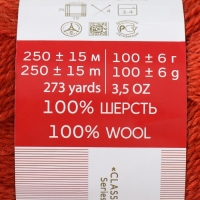 250 ± 15 м 100 ± 6 г
250 ± 15 m 100 ± 6 g
273 yards 3,5 OZ
100% ШЕРСТЬ
100% WOOL
«CLASS
Series